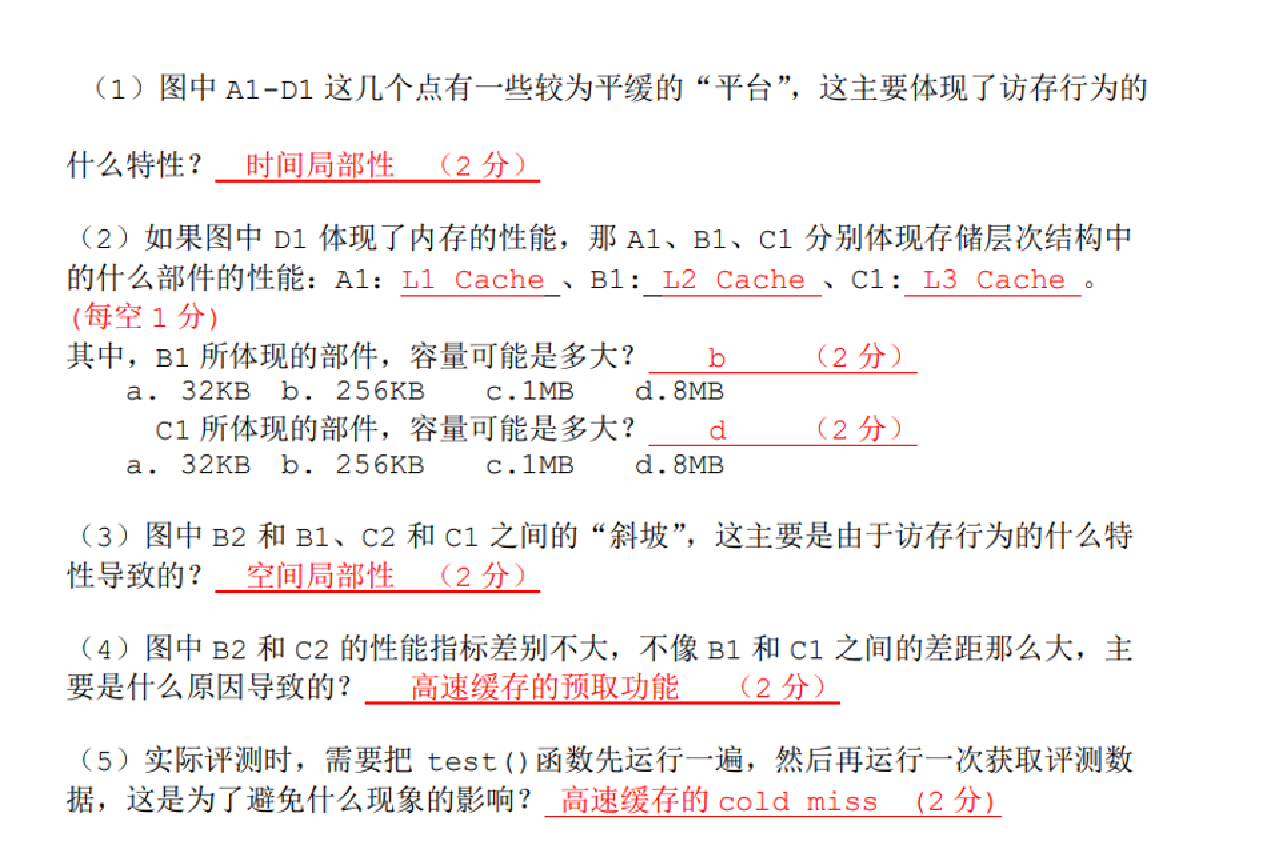 （1）图中 A1-D1 这几个点有一些较为平缓的“平台”，这主要体现了访存行为的
什么特性？ 时间局部性 （2 分）
（2）如果图中 D1 体现了内存的性能，那 A1、B1、C1 分别体现存储层次结构中
的什么部件的性能：A1：L1 Cache 、B1: L2 Cache 、C1: L3 Cache 。
(每空 1 分)
其中，B1 所体现的部件，容量可能是多大？ b （2 分）
a. 32KB b. 256KB c.1MB d.8MB
C1 所体现的部件，容量可能是多大？ d （2 分）
a. 32KB b. 256KB c.1MB d.8MB
（3）图中 B2 和 B1、C2 和 C1 之间的“斜坡”，这主要是由于访存行为的什么特
性导致的？ 空间局部性 （2 分）
（4）图中 B2 和 C2 的性能指标差别不大，不像 B1 和 C1 之间的差距那么大，主
要是什么原因导致的？ 高速缓存的预取功能 （2 分）
（5）实际评测时，需要把 test()函数先运行一遍，然后再运行一次获取评测数
据，这是为了避免什么现象的影响？ 高速缓存的 cold miss (2 分)